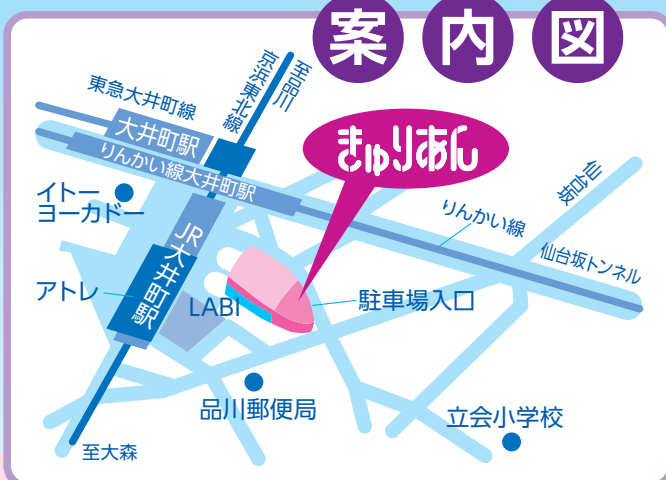 案内図
東急大井町線
京浜東北線
至品川
大井町駅
りんかい線大井町駅
きゅりあん
仙台坂
イトー
ヨーカドー
りんかい線
仙台坂トンネル
JR大井町駅
アトレ
LABI
駐車場入口
品川郵便局
立会小学校
至大森